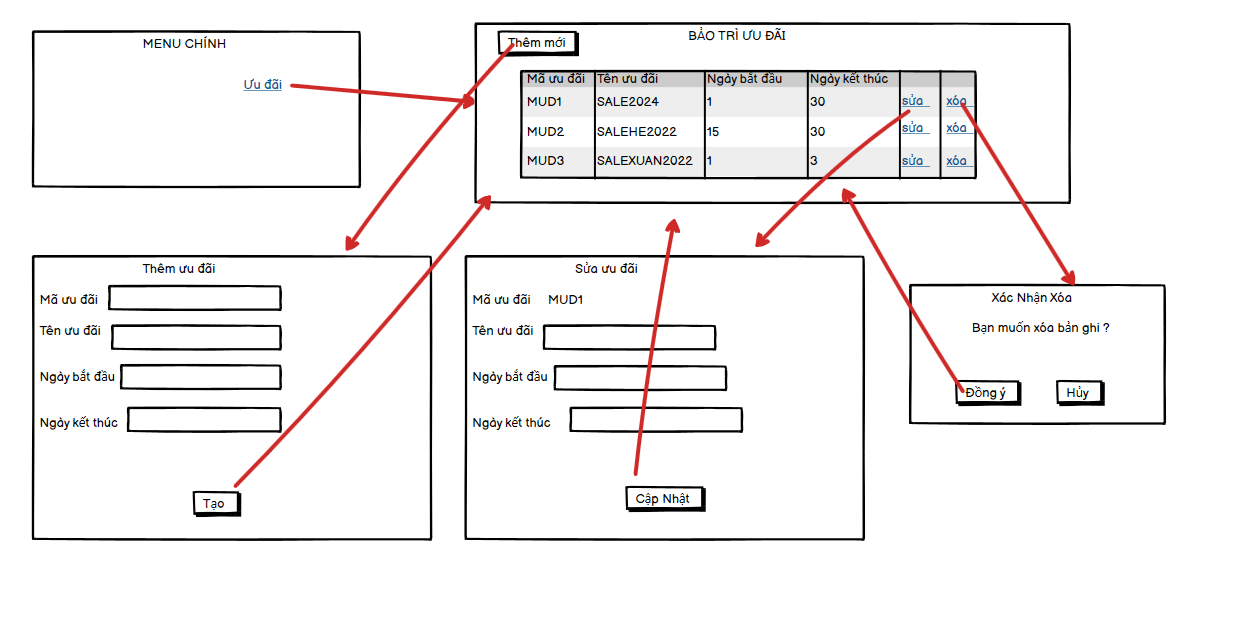 MENU CHÍNH
Ưu đãi
BẢO TRÌ ƯU ĐÃI
Thêm mới
Mã ưu đãi Tên ưu đãi Ngày bắt đầu Ngày kết thúc
MUD1 SALE2024 1 30 sửa xóa
MUD2 SALEHE2022 15 30 sửa xóa
MUD3 SALEXUAN2022 1 3 sửa xóa
Thêm ưu đãi
Mã ưu đãi
Tên ưu đãi
Ngày bắt đầu
Ngày kết thúc
Tạo
Sửa ưu đãi
Mã ưu đãi MUD1
Tên ưu đãi
Ngày bắt đầu
Ngày kết thúc
Cập Nhật
Xác Nhận Xóa
Bạn muốn xóa bản ghi ?
Đồng ý Hủy